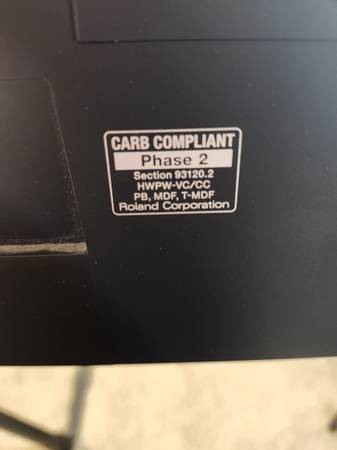 CARB COMPLIANT
Phase 2
Section 93120.2
HWPW-VC/CC
PB, MDF, T-MDF
Roland Corporation